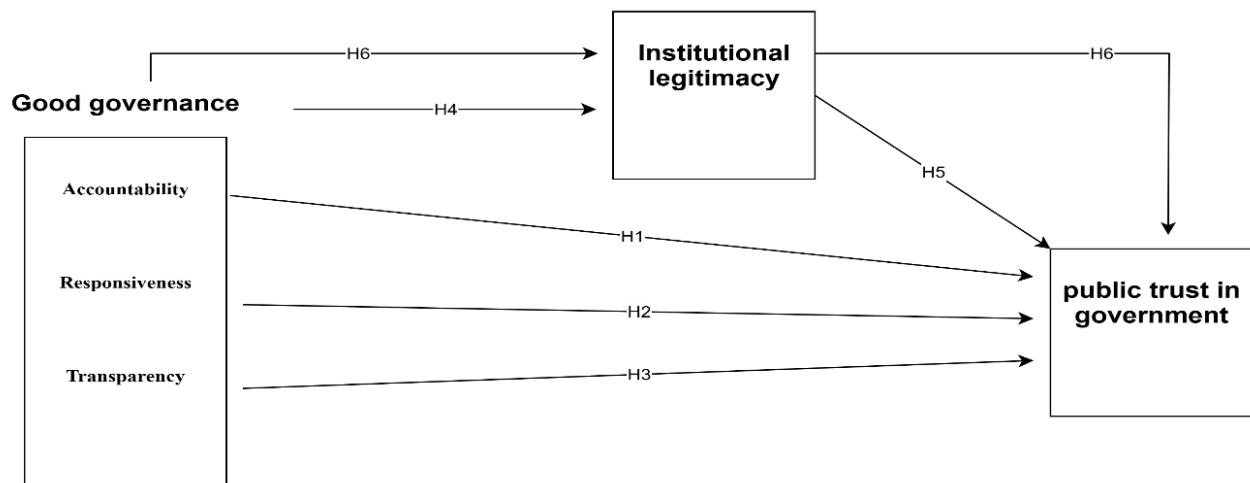 H6
Institutional
legitimacy
H6
Good governance
H4
Accountability
H5
H1
Responsiveness
public trust in
government
H2
Transparency
H3